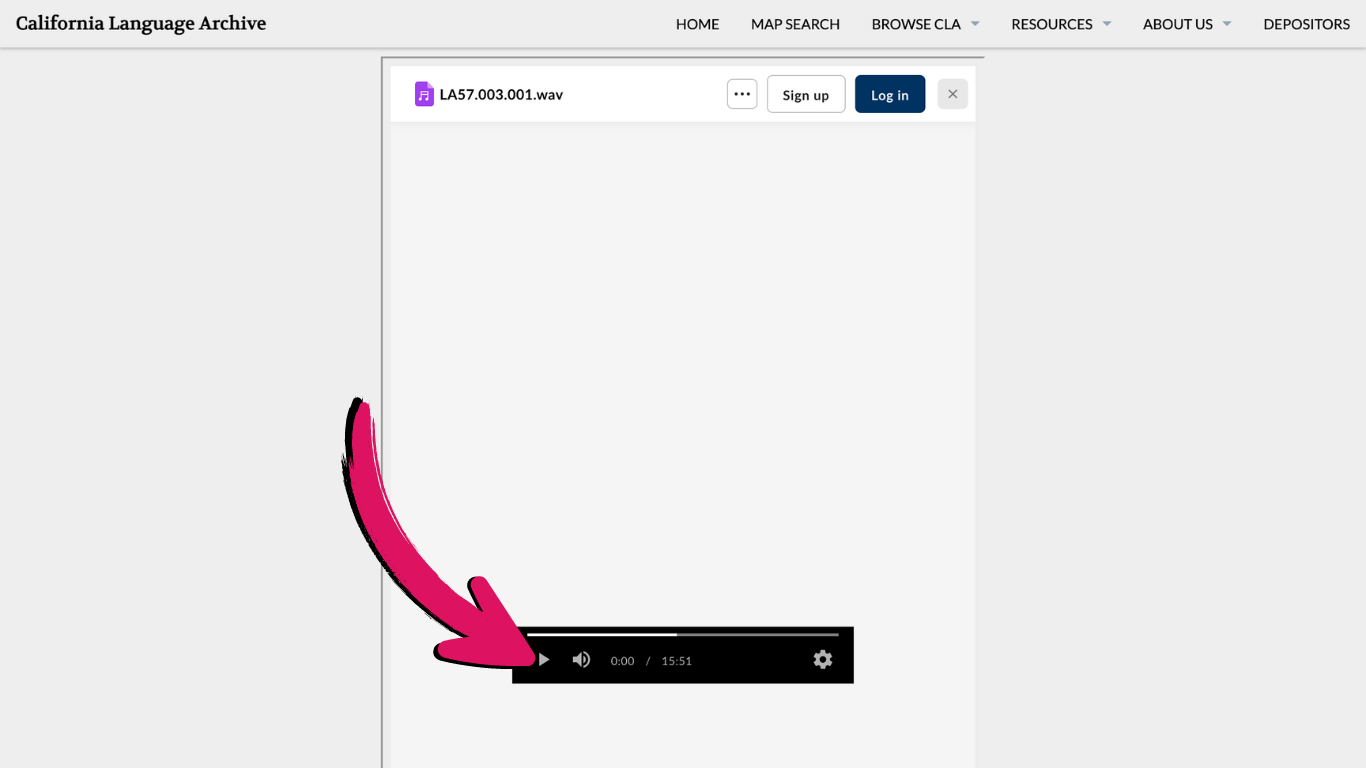 California Language Archive
HOME MAP SEARCH BROWSE CLA RESOURCES ABOUT US DEPOSITORS
LA57.003.001.wav
Sign up
Log in
0:00 / 15:51